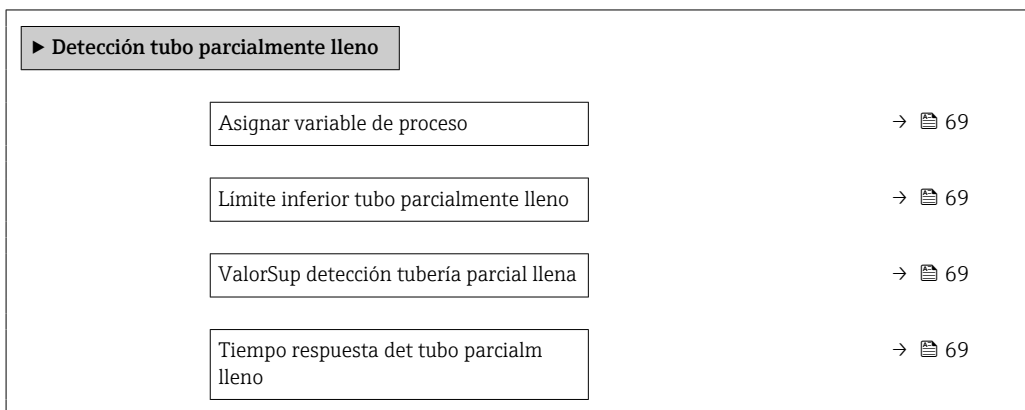 ▶ Detección tubo parcialmente lleno
Asignar variable de proceso → 69
Límite inferior tubo parcialmente lleno → 69
ValorSup detección tubería parcial llena → 69
Tiempo respuesta det tubo parcialm → 69
lleno